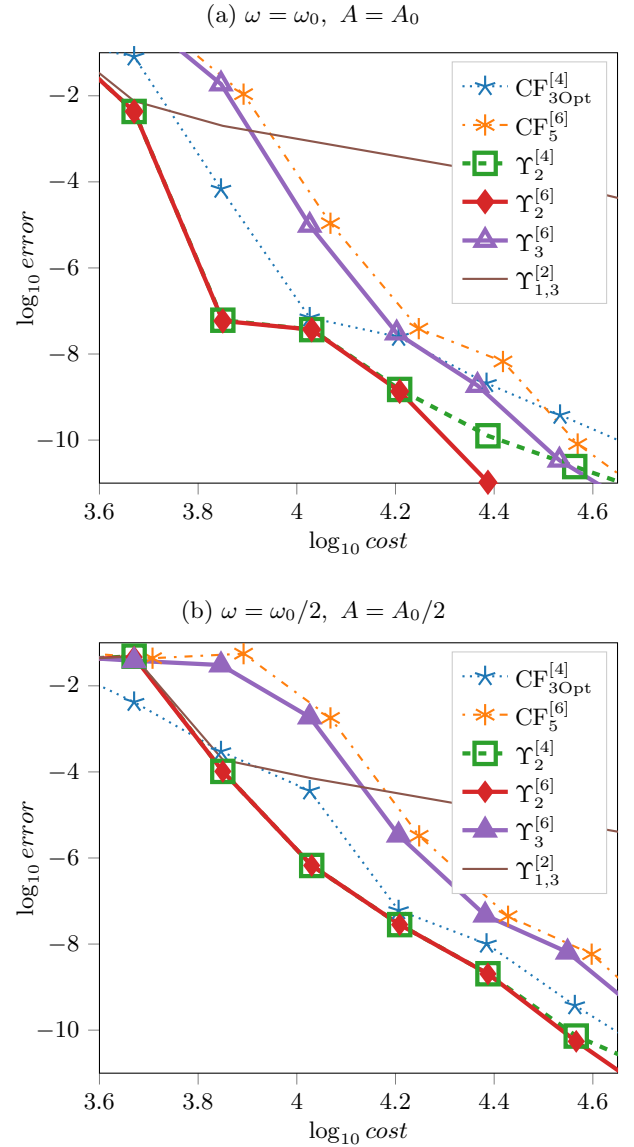 (a) ω = ω₀, A = A₀
−2
−4
−6
−8
−10
log₁₀ error
CF[4]3Opt
CF[6]5
Υ[4]2
Υ[6]2
Υ[6]3
Υ[2]1,3
3.6 3.8 4 4.2 4.4 4.6
log₁₀ cost
(b) ω = ω₀/2, A = A₀/2
−2
−4
−6
−8
−10
log₁₀ error
CF[4]3Opt
CF[6]5
Υ[4]2
Υ[6]2
Υ[6]3
Υ[2]1,3
3.6 3.8 4 4.2 4.4 4.6
log₁₀ cost